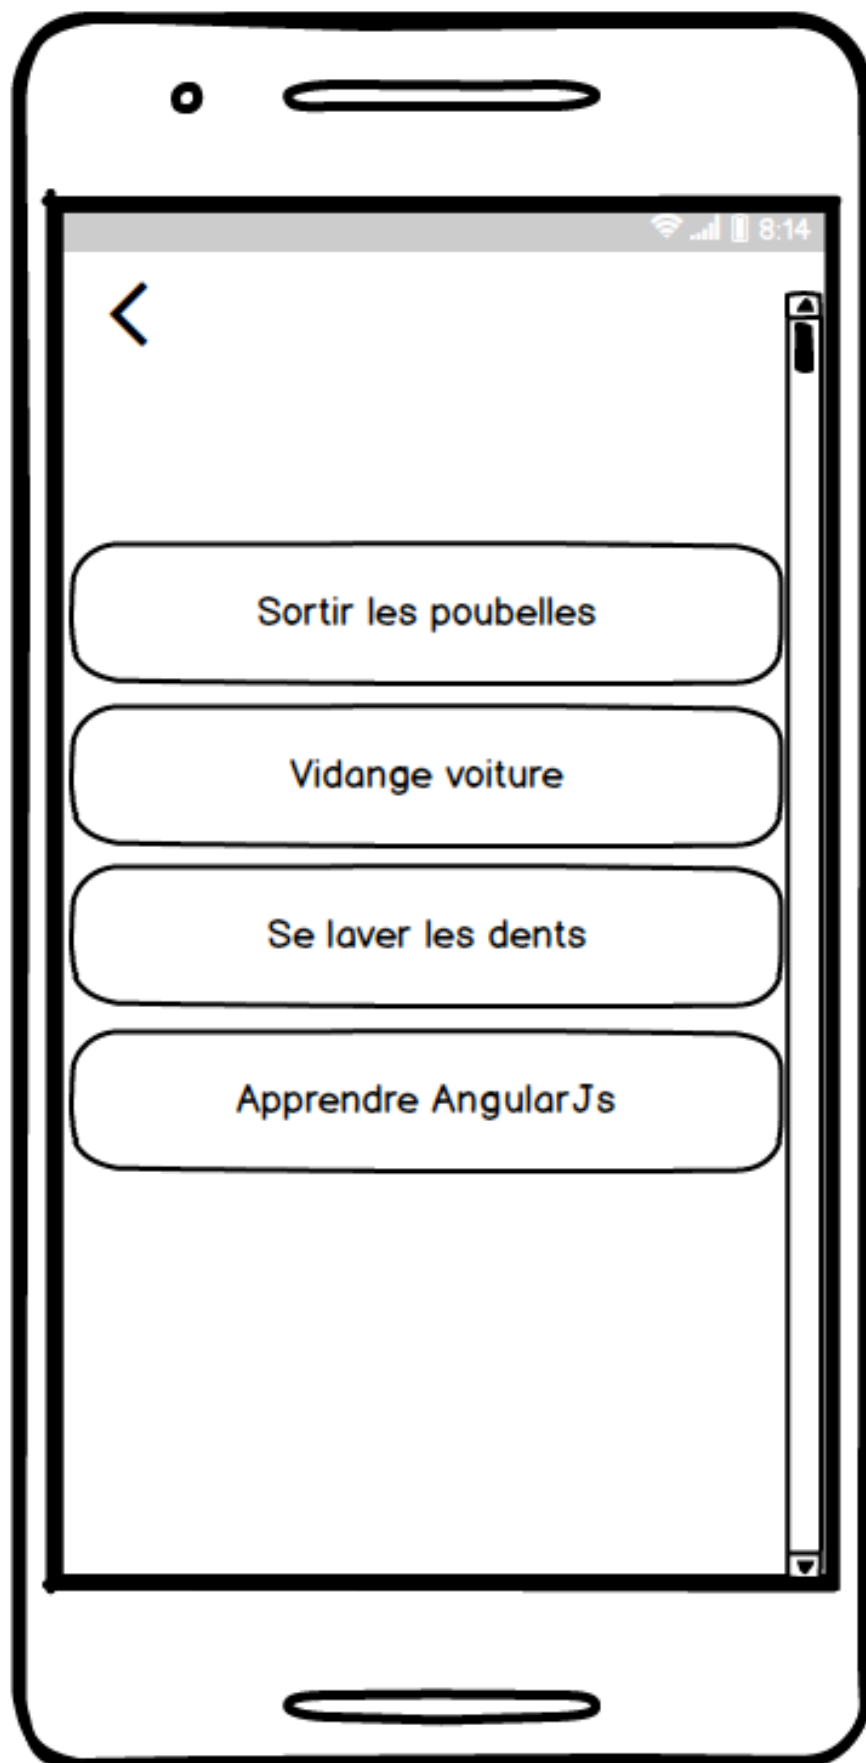 8:14
Sortir les poubelles
Vidange voiture
Se laver les dents
Apprendre AngularJs